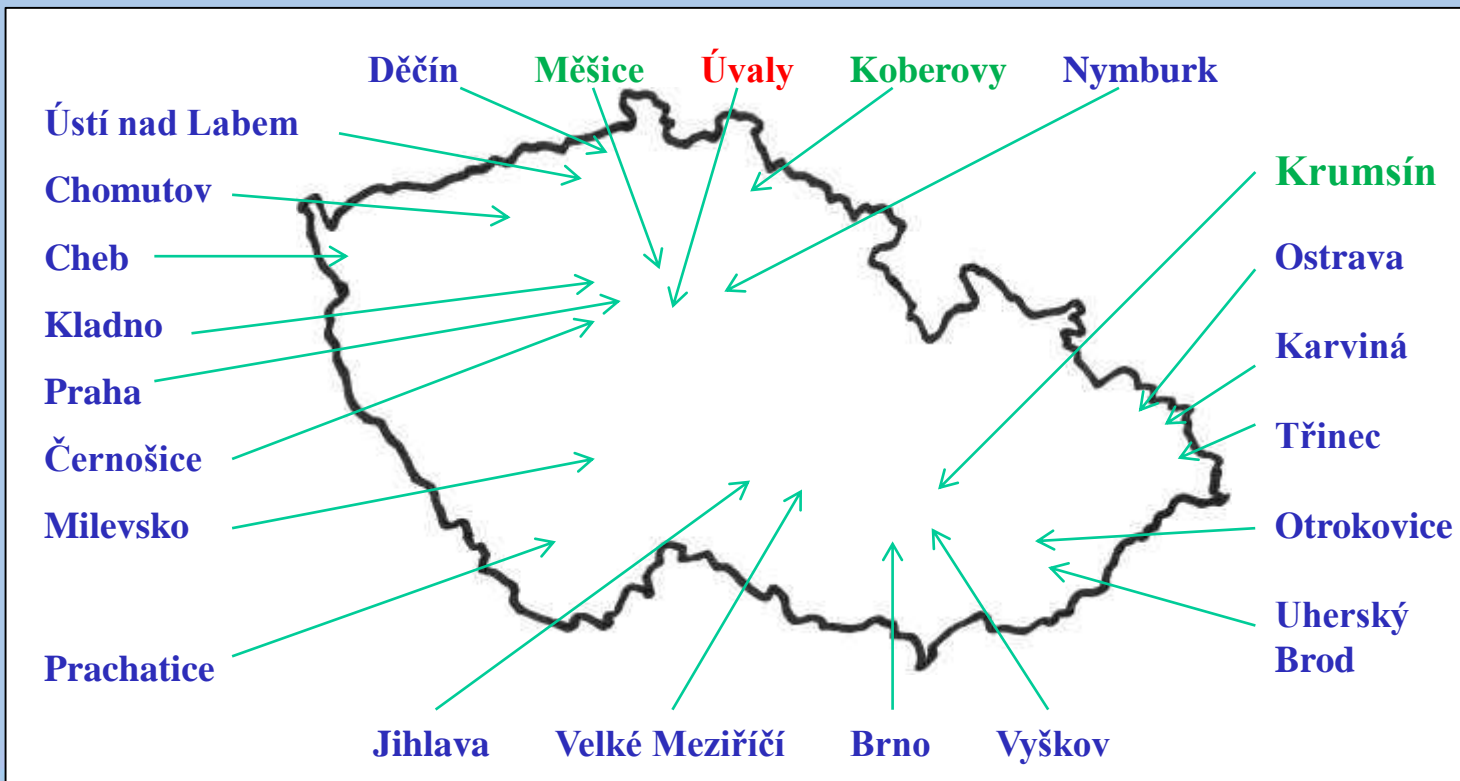 Děčín
Měšice
Úvaly
Koberovy
Nymburk
Ústí nad Labem
Chomutov
Cheb
Kladno
Praha
Černošice
Milevsko
Prachatice
Krumsín
Ostrava
Karviná
Třinec
Otrokovice
Uherský
Brod
Jihlava
Velké Meziříčí
Brno
Vyškov